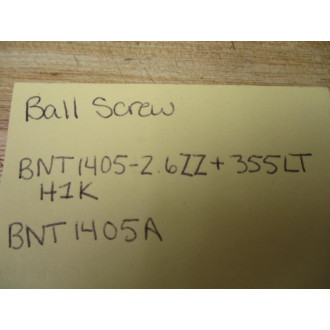 Ball Screw
BNT1405-2.6ZZ+355LT
H1K
BNT1405A